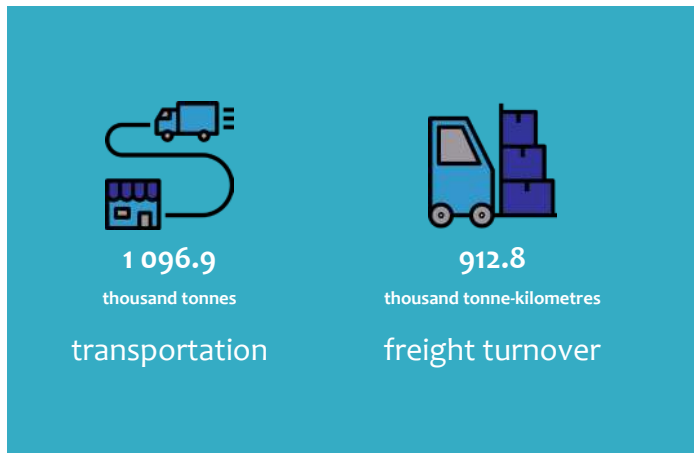 1 096.9
thousand tonnes
transportation
912.8
thousand tonne-kilometres
freight turnover